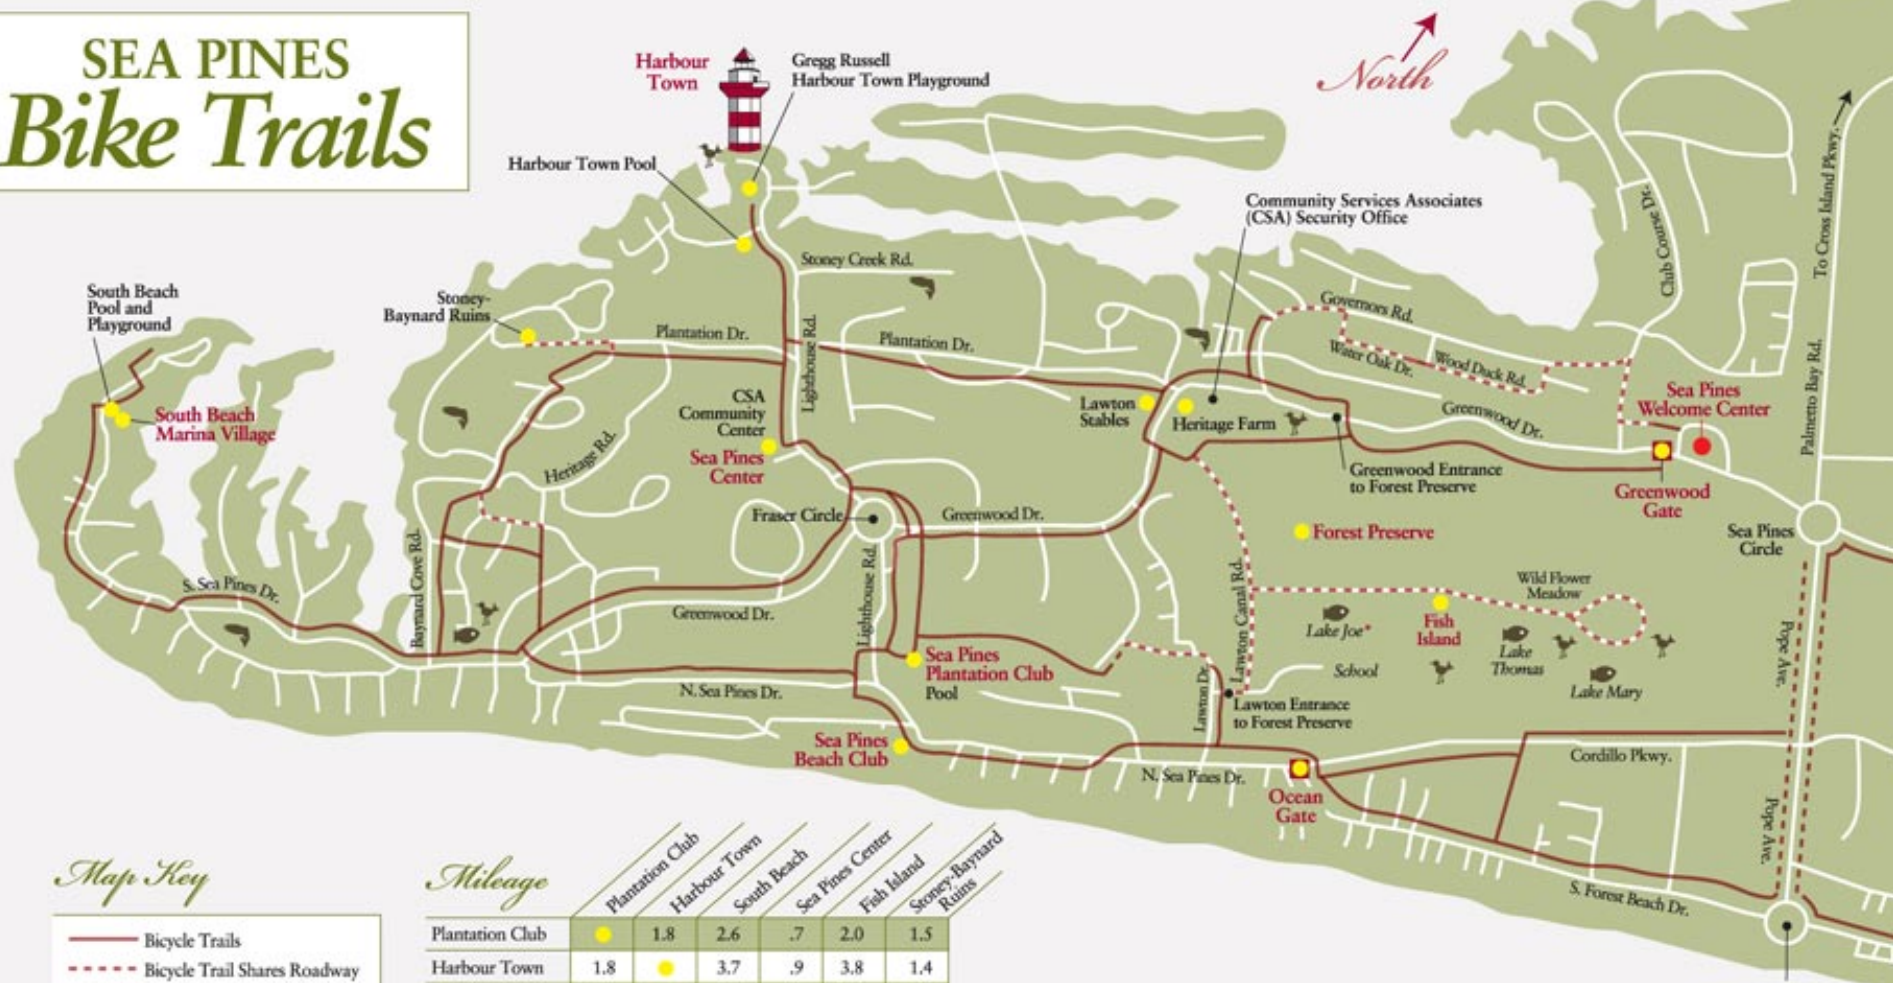 SEA PINES
Bike Trails
Harbour
Town
Gregg Russell
Harbour Town Playground
North
Harbour Town Pool
Community Services Associates
(CSA) Security Office
Club Course Dr.
To Cross Island Pkwy.
Stoney Creek Rd.
South Beach
Pool and
Playground
Stoney-
Baynard Ruins
Plantation Dr.
Lighthouse Rd.
Plantation Dr.
Governors Rd.
Water Oak Dr.
Wood Duck Rd.
Palmetto Bay Rd.
South Beach
Marina Village
CSA
Community
Center
Sea Pines
Center
Heritage Rd.
Lawton
Stables
Heritage Farm
Greenwood Dr.
Sea Pines
Welcome Center
Greenwood Entrance
to Forest Preserve
Greenwood
Gate
Fraser Circle
Greenwood Dr.
Forest Preserve
Sea Pines
Circle
Baynard Cove Rd.
S. Sea Pines Dr.
Greenwood Dr.
Lighthouse Rd.
Lawton Canal Rd.
Wild Flower
Meadow
Lake Joe*
Fish
Island
Lake
Thomas
Lake Mary
School
Pope Ave.
Sea Pines
Plantation Club
Pool
N. Sea Pines Dr.
Lawton Dr.
Lawton Entrance
to Forest Preserve
Sea Pines
Beach Club
N. Sea Pines Dr.
Ocean
Gate
Cordillo Pkwy.
Pope Ave.
S. Forest Beach Dr.
Map Key
Bicycle Trails
Bicycle Trail Shares Roadway
Mileage
Plantation Club
Harbour Town
South Beach
Sea Pines Center
Fish Island
Stoney-Baynard
Ruins
Plantation Club 1.8 2.6 .7 2.0 1.5
Harbour Town 1.8 3.7 .9 3.8 1.4